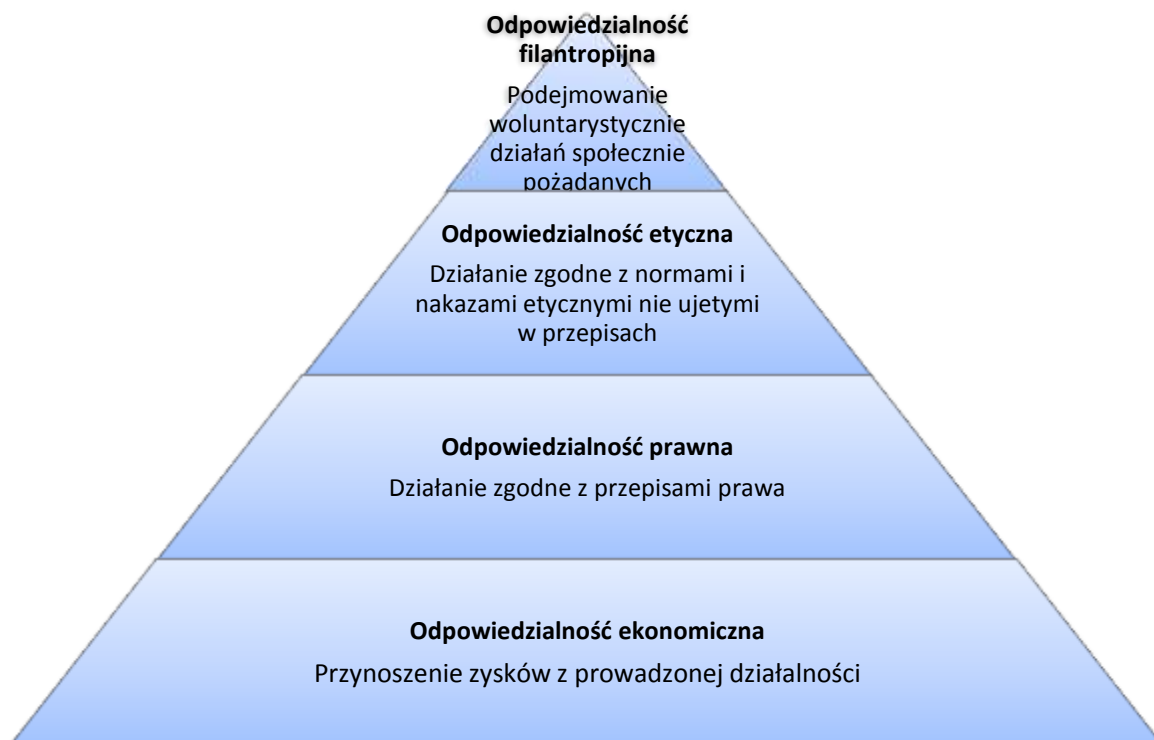 Odpowiedzialność
filantropijna
Podejmowanie
woluntarystycznie
działań społecznie
pożadanych
Odpowiedzialność etyczna
Działanie zgodne z normami i
nakazami etycznymi nie ujetymi
w przepisach
Odpowiedzialność prawna
Działanie zgodne z przepisami prawa
Odpowiedzialność ekonomiczna
Przynoszenie zysków z prowadzonej działalności